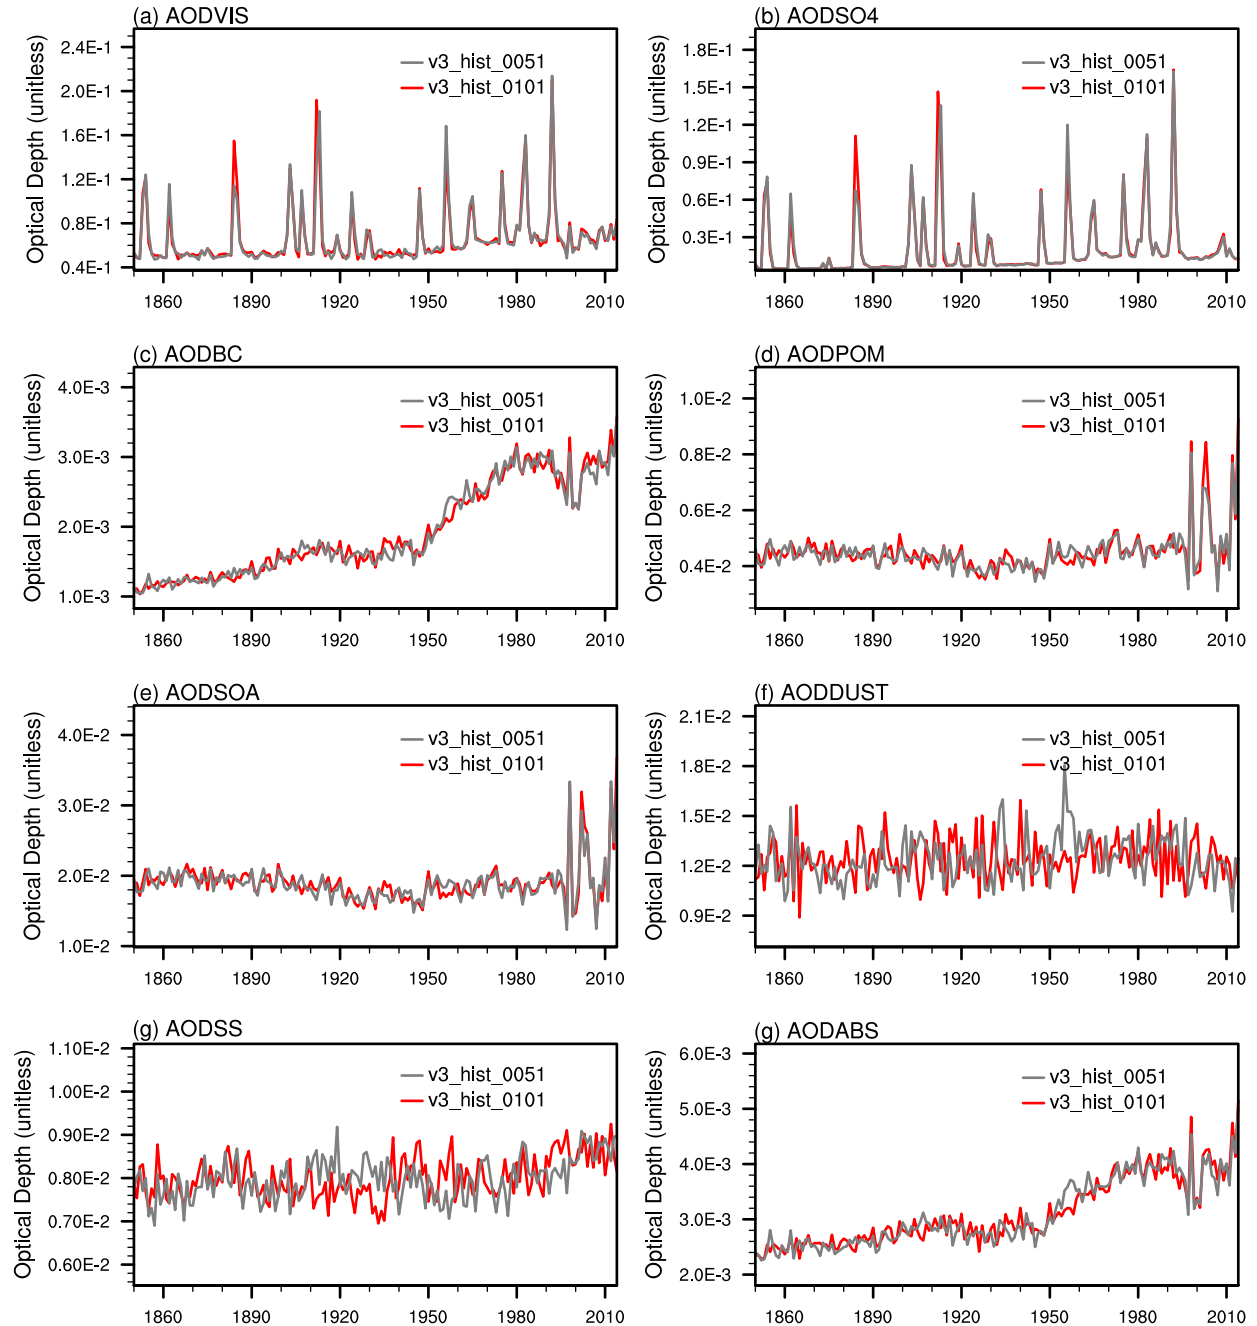 (a) AODVIS
Optical Depth (unitless)
2.4E-1
2.0E-1
1.6E-1
1.2E-1
0.8E-1
0.4E-1
v3_hist_0051
v3_hist_0101
1860 1890 1920 1950 1980 2010
(b) AODSO4
Optical Depth (unitless)
1.8E-1
1.5E-1
1.2E-1
0.9E-1
0.6E-1
0.3E-1
v3_hist_0051
v3_hist_0101
1860 1890 1920 1950 1980 2010
(c) AODBC
Optical Depth (unitless)
4.0E-3
3.0E-3
2.0E-3
1.0E-3
v3_hist_0051
v3_hist_0101
1860 1890 1920 1950 1980 2010
(d) AODPOM
Optical Depth (unitless)
1.0E-2
0.8E-2
0.6E-2
0.4E-2
v3_hist_0051
v3_hist_0101
1860 1890 1920 1950 1980 2010
(e) AODSOA
Optical Depth (unitless)
4.0E-2
3.0E-2
2.0E-2
1.0E-2
v3_hist_0051
v3_hist_0101
1860 1890 1920 1950 1980 2010
(f) AODDUST
Optical Depth (unitless)
2.1E-2
1.8E-2
1.5E-2
1.2E-2
0.9E-2
v3_hist_0051
v3_hist_0101
1860 1890 1920 1950 1980 2010
(g) AODSS
Optical Depth (unitless)
1.10E-2
1.00E-2
0.90E-2
0.80E-2
0.70E-2
0.60E-2
v3_hist_0051
v3_hist_0101
1860 1890 1920 1950 1980 2010
(g) AODABS
Optical Depth (unitless)
6.0E-3
5.0E-3
4.0E-3
3.0E-3
2.0E-3
v3_hist_0051
v3_hist_0101
1860 1890 1920 1950 1980 2010